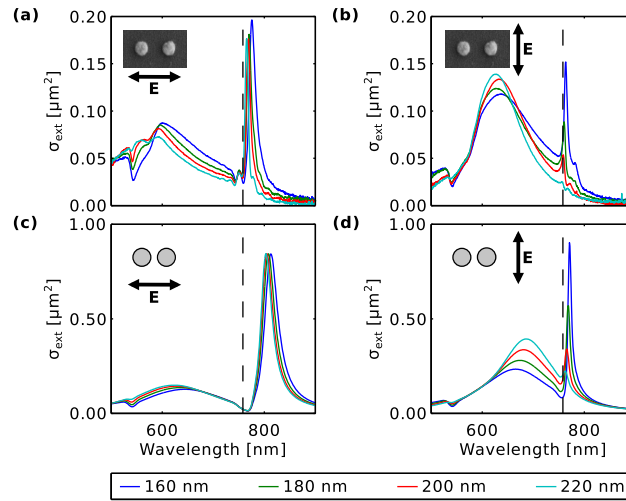 (a)
0.20
0.15
0.10
0.05
0.00
σext [µm²]
E
(b)
0.20
0.15
0.10
0.05
0.00
σext [µm²]
E
(c)
1.00
0.50
0.00
σext [µm²]
E
600 800
Wavelength [nm]
(d)
1.00
0.50
0.00
σext [µm²]
E
600 800
Wavelength [nm]
160 nm 180 nm 200 nm 220 nm